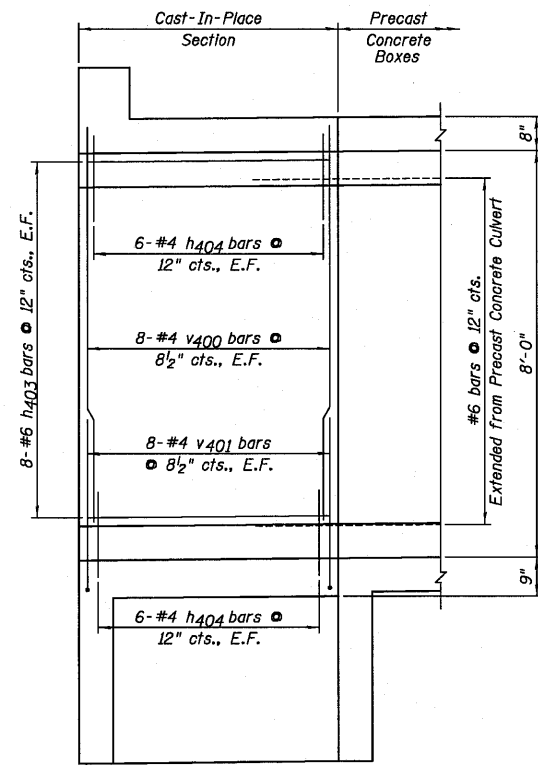 Cast-In-Place
Section
Precast
Concrete
Boxes
8"
8-#6 h403 bars @ 12" cts., E.F.
6-#4 h404 bars @
12" cts., E.F.
8-#4 v400 bars @
8½" cts., E.F.
8-#4 v401 bars
@ 8½" cts., E.F.
#6 bars @ 12" cts.
Extended from Precast Concrete Culvert
8'-0"
9"
6-#4 h404 bars @
12" cts., E.F.